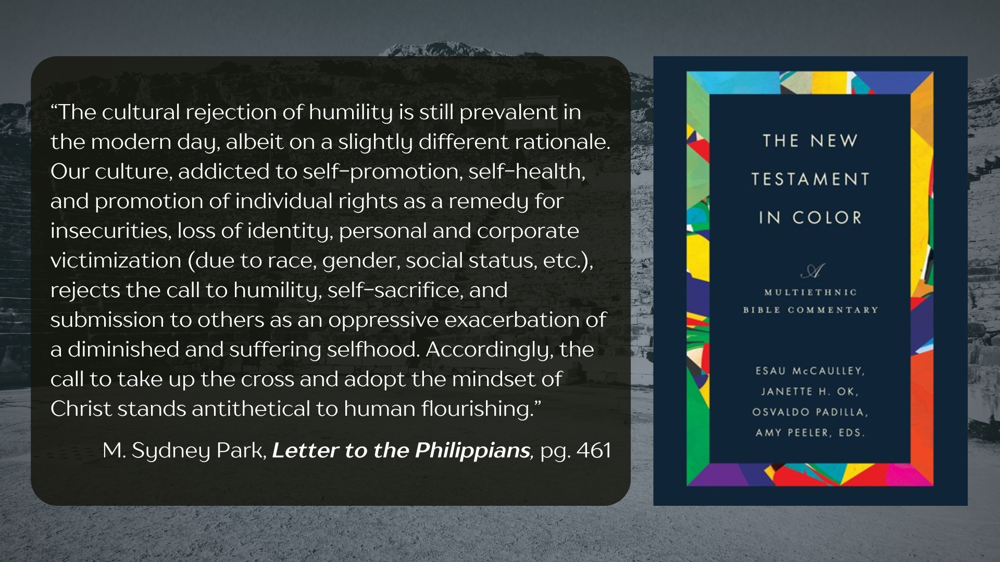 “The cultural rejection of humility is still prevalent in
the modern day, albeit on a slightly different rationale.
Our culture, addicted to self-promotion, self-health,
and promotion of individual rights as a remedy for
insecurities, loss of identity, personal and corporate
victimization (due to race, gender, social status, etc.),
rejects the call to humility, self-sacrifice, and
submission to others as an oppressive exacerbation of
a diminished and suffering selfhood. Accordingly, the
call to take up the cross and adopt the mindset of
Christ stands antithetical to human flourishing.”
M. Sydney Park, Letter to the Philippians, pg. 461
THE NEW
TESTAMENT
IN COLOR
A
MULTIETHNIC
BIBLE COMMENTARY
ESAU McCAULLEY,
JANETTE H. OK,
OSVALDO PADILLA,
AMY PEELER, EDS.